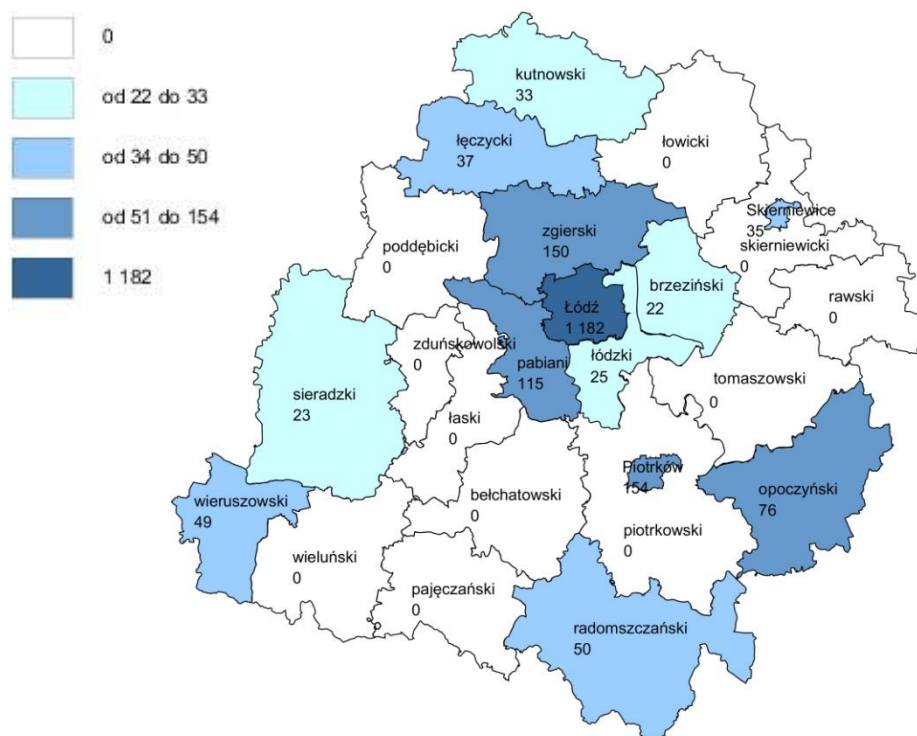 0
od 22 do 33
od 34 do 50
od 51 do 154
1 182
kutnowski
33
łęczycki
37
łowicki
0
Skierniewice
35
skierniewicki
0
zgierski
150
poddębicki
0
brzeziński
22
rawski
0
Łódź
1 182
zduńskowolski
0
pabiani
115
łódzki
25
tomaszowski
0
sieradzki
23
łaski
0
Piotrków
154
opoczyński
76
bełchatowski
0
wieruszowski
49
piotrkowski
0
wieluński
0
pajęczański
0
radomszczański
50